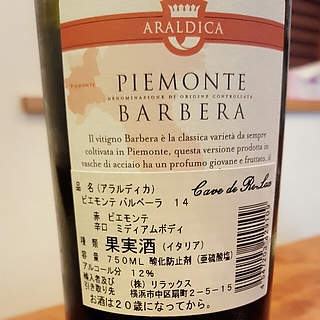 ARALDICA
PIEMONTE
PIEMONTE
DENOMINAZIONE DI ORIGINE CONTROLLATA
BARBERA
Il vitigno Barbera è la classica varietà da sempre
coltivata in Piemonte, questa versione prodotta in
vasche di acciaio ha un profumo giovane e fruttato, il
品 名 (アラルディカ) Cave de ReLax
ピエモンテ バルベーラ 14
赤 ピエモンテ
辛口 ミディアムボディ
種 類 果実酒 (イタリア)
容 量 750ML 酸化防止剤 (亜硫酸塩)
アルコール分 12%
輸入者及び (株) リラックス
引き取り先 横浜市中区扇町2-5-15
お酒は20歳になってから。